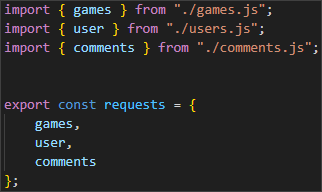 import { games } from "./games.js";
import { user } from "./users.js";
import { comments } from "./comments.js";
export const requests = {
games,
user,
comments
};